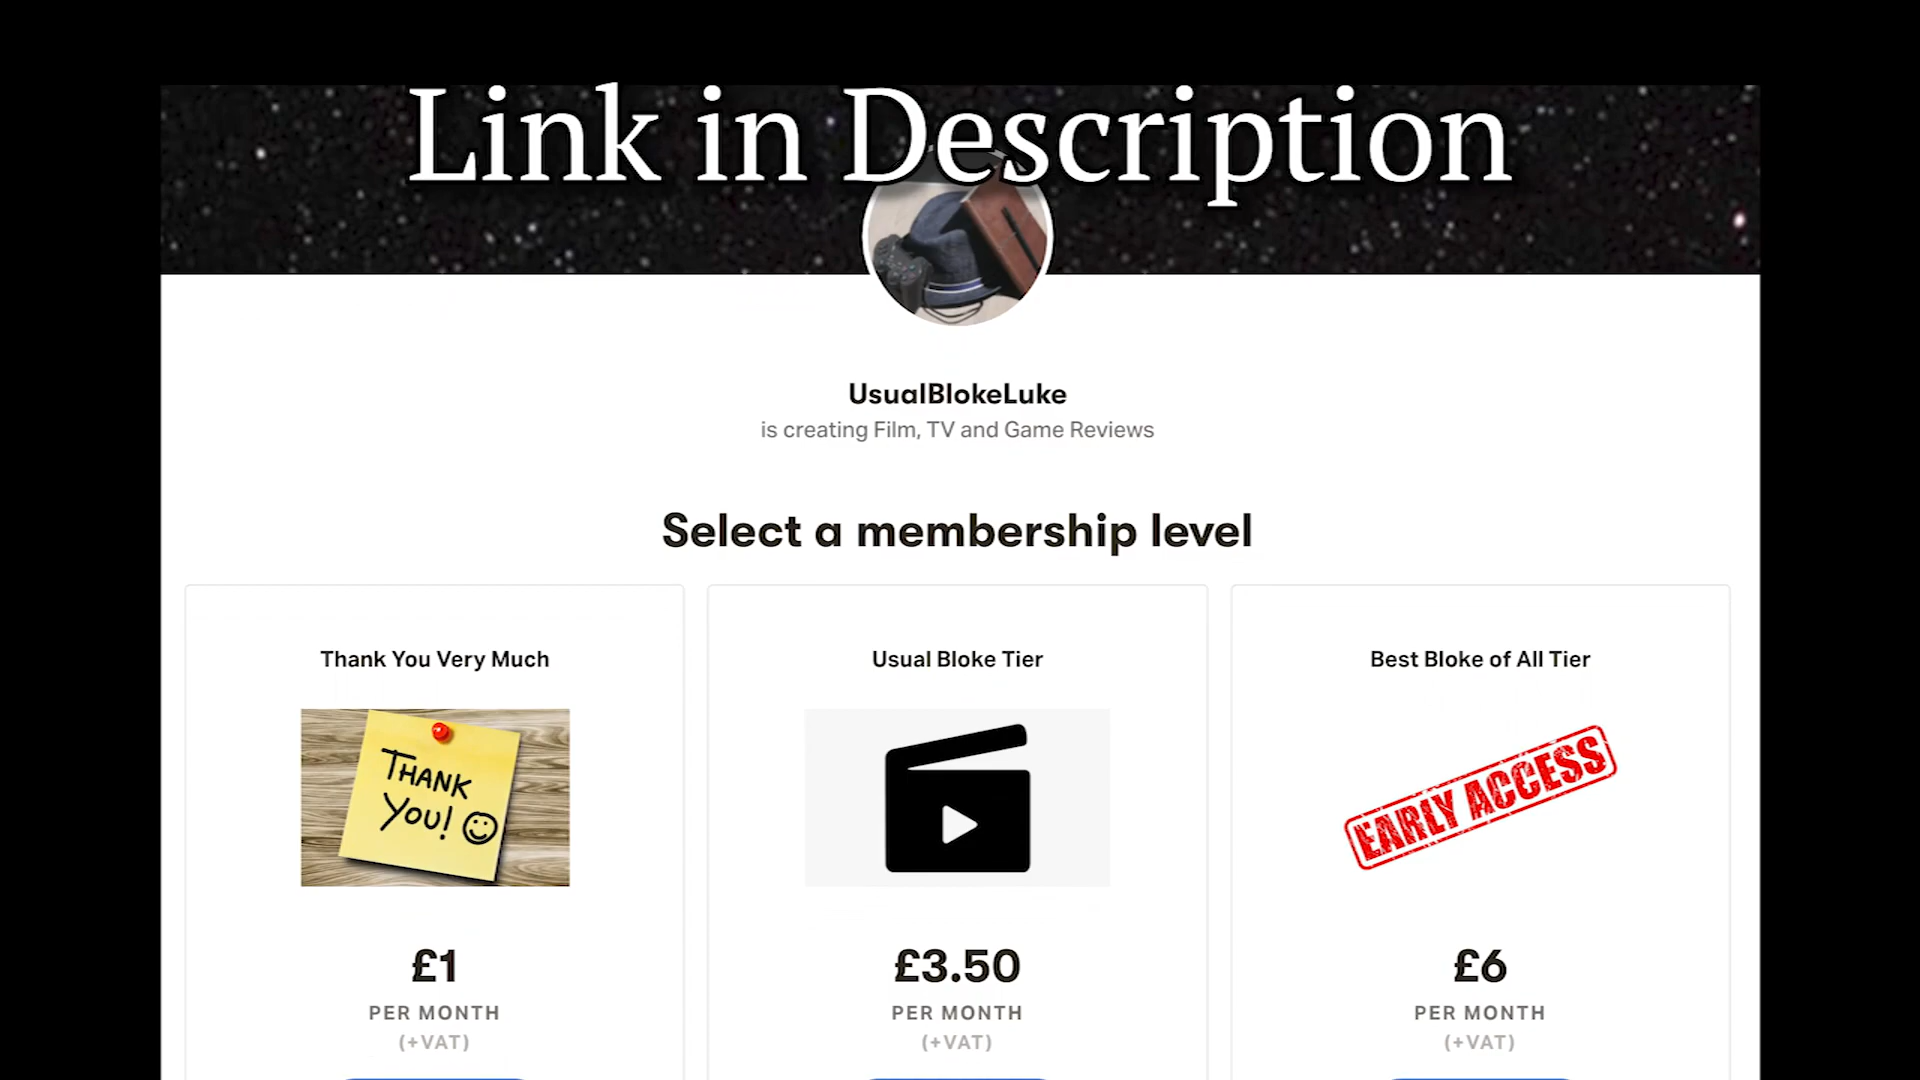 Link in Description
UsualBlokeLuke
is creating Film, TV and Game Reviews
Select a membership level
Thank You Very Much
Usual Bloke Tier
Best Bloke of All Tier
THANK
YOU!
EARLY ACCESS
£1
£3.50
£6
PER MONTH
PER MONTH
PER MONTH
(+VAT)
(+VAT)
(+VAT)